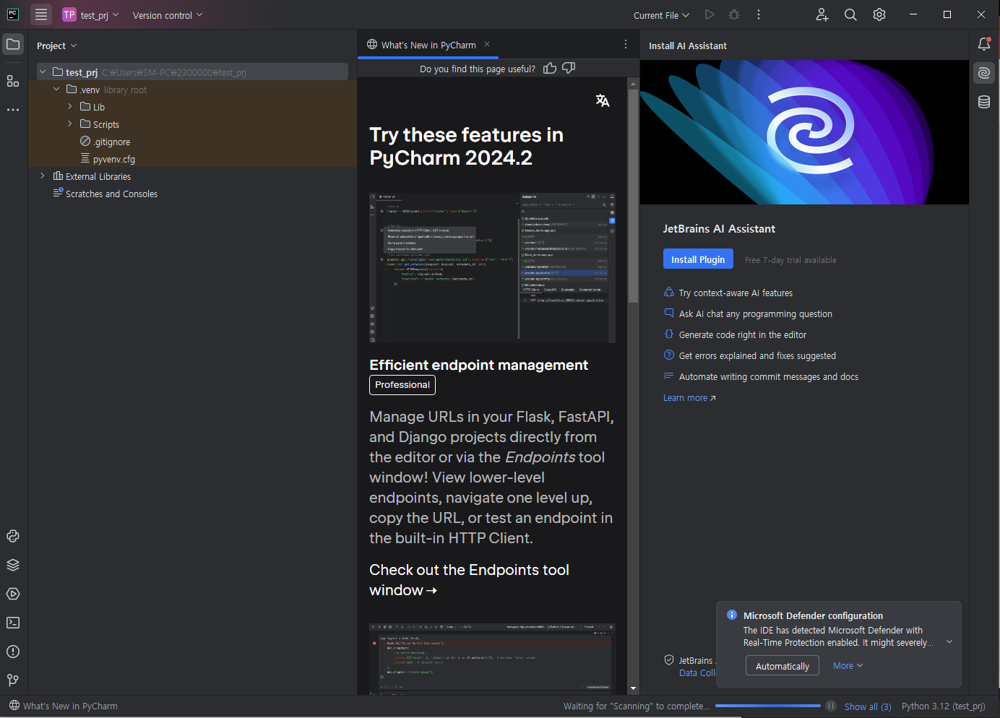 PC
TP test_prj Version control Current File
Project
What's New in PyCharm
Install AI Assistant
test_prj C:₩Users₩SM-PC₩2300000₩test_prj
.venv library root
Lib
Scripts
.gitignore
pyvenv.cfg
External Libraries
Scratches and Consoles
Do you find this page useful?
Try these features in
PyCharm 2024.2
Efficient endpoint management
Professional
Manage URLs in your Flask, FastAPI,
and Django projects directly from
the editor or via the Endpoints tool
window! View lower-level
endpoints, navigate one level up,
copy the URL, or test an endpoint in
the built-in HTTP Client.
Check out the Endpoints tool
window →
JetBrains AI Assistant
Install Plugin Free 7-day trial available
Try context-aware AI features
Ask AI chat any programming question
Generate code right in the editor
Get errors explained and fixes suggested
Automate writing commit messages and docs
Learn more ↗
Microsoft Defender configuration
The IDE has detected Microsoft Defender with
Real-Time Protection enabled. It might severely...
Automatically More
JetBrains
Data Coll
What's New in PyCharm
Waiting for "Scanning" to complete... Show all (3) Python 3.12 (test_prj)